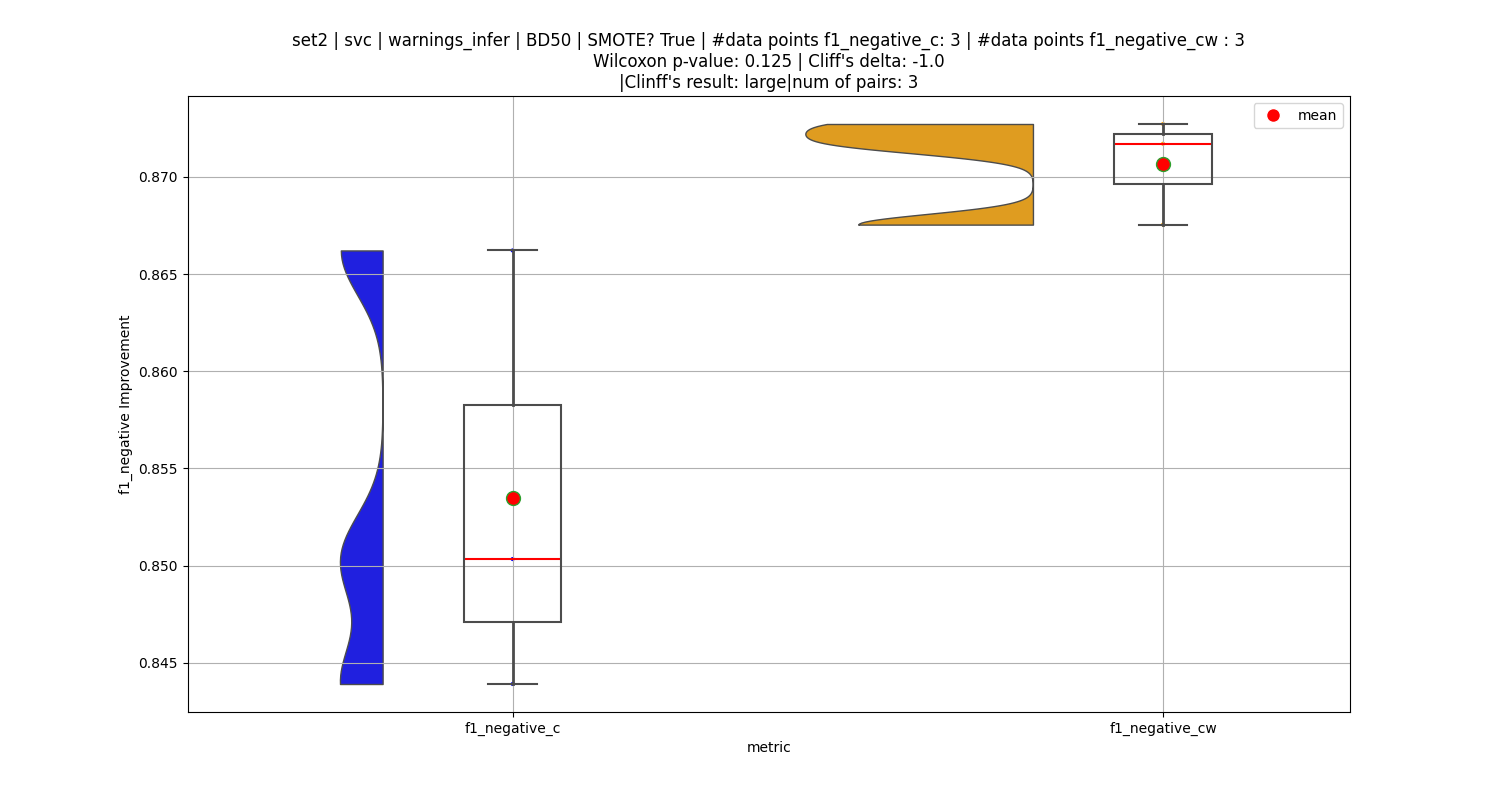 set2 | svc | warnings_infer | BD50 | SMOTE? True | #data points f1_negative_c: 3 | #data points f1_negative_cw : 3
Wilcoxon p-value: 0.125 | Cliff's delta: -1.0
|Clinff's result: large|num of pairs: 3
mean
0.870
0.865
0.860
0.855
0.850
0.845
f1_negative Improvement
f1_negative_c
f1_negative_cw
metric